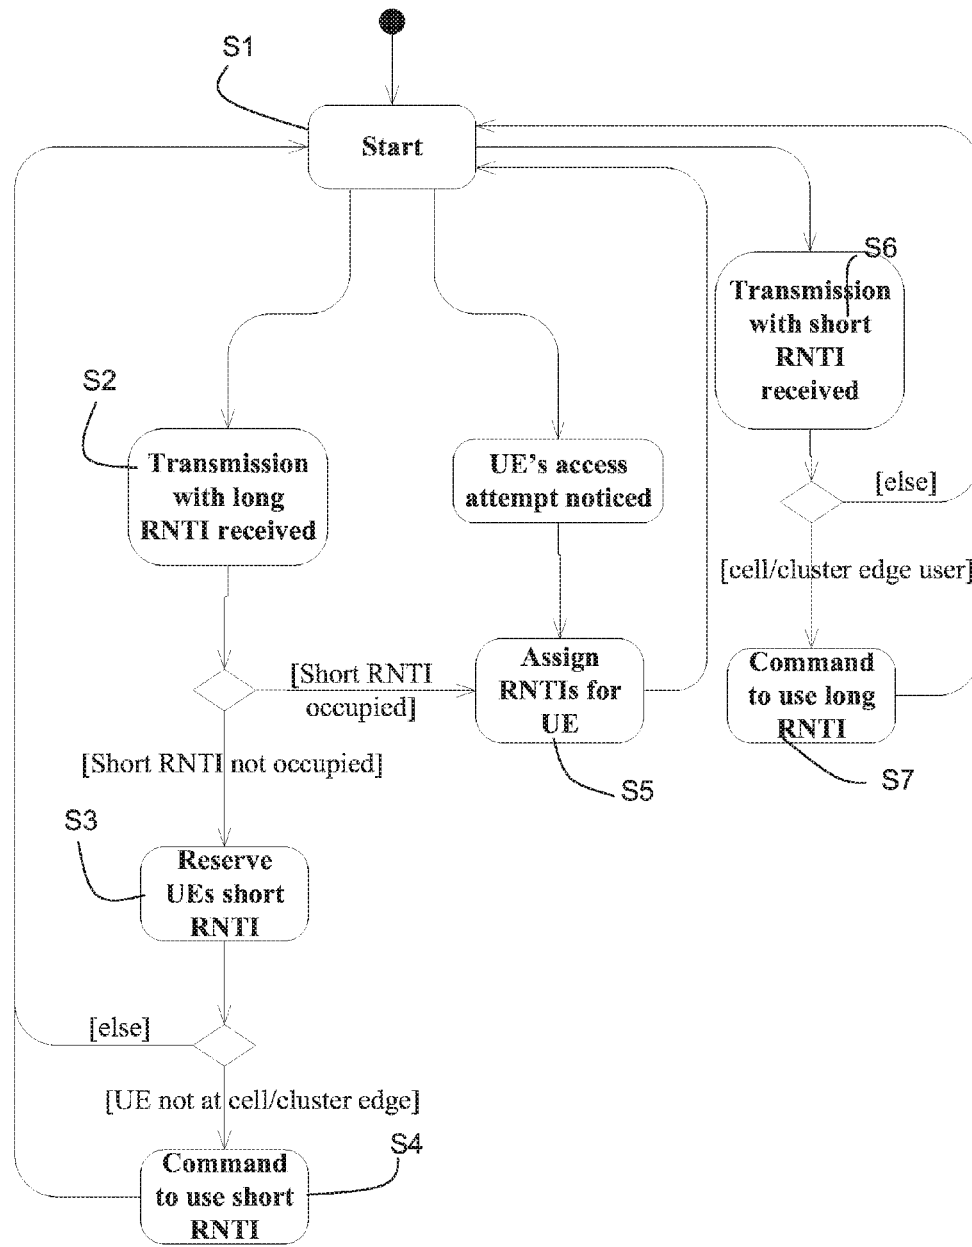 S1
Start
S6
Transmission
with short
RNTI
received
S2
Transmission
with long
RNTI received
UE's access
attempt noticed
[else]
[cell/cluster edge user]
[Short RNTI
occupied]
Assign
RNTIs for
UE
Command
to use long
RNTI
[Short RNTI not occupied]
S5
S7
S3
Reserve
UEs short
RNTI
[else]
[UE not at cell/cluster edge]
S4
Command
to use short
RNTI